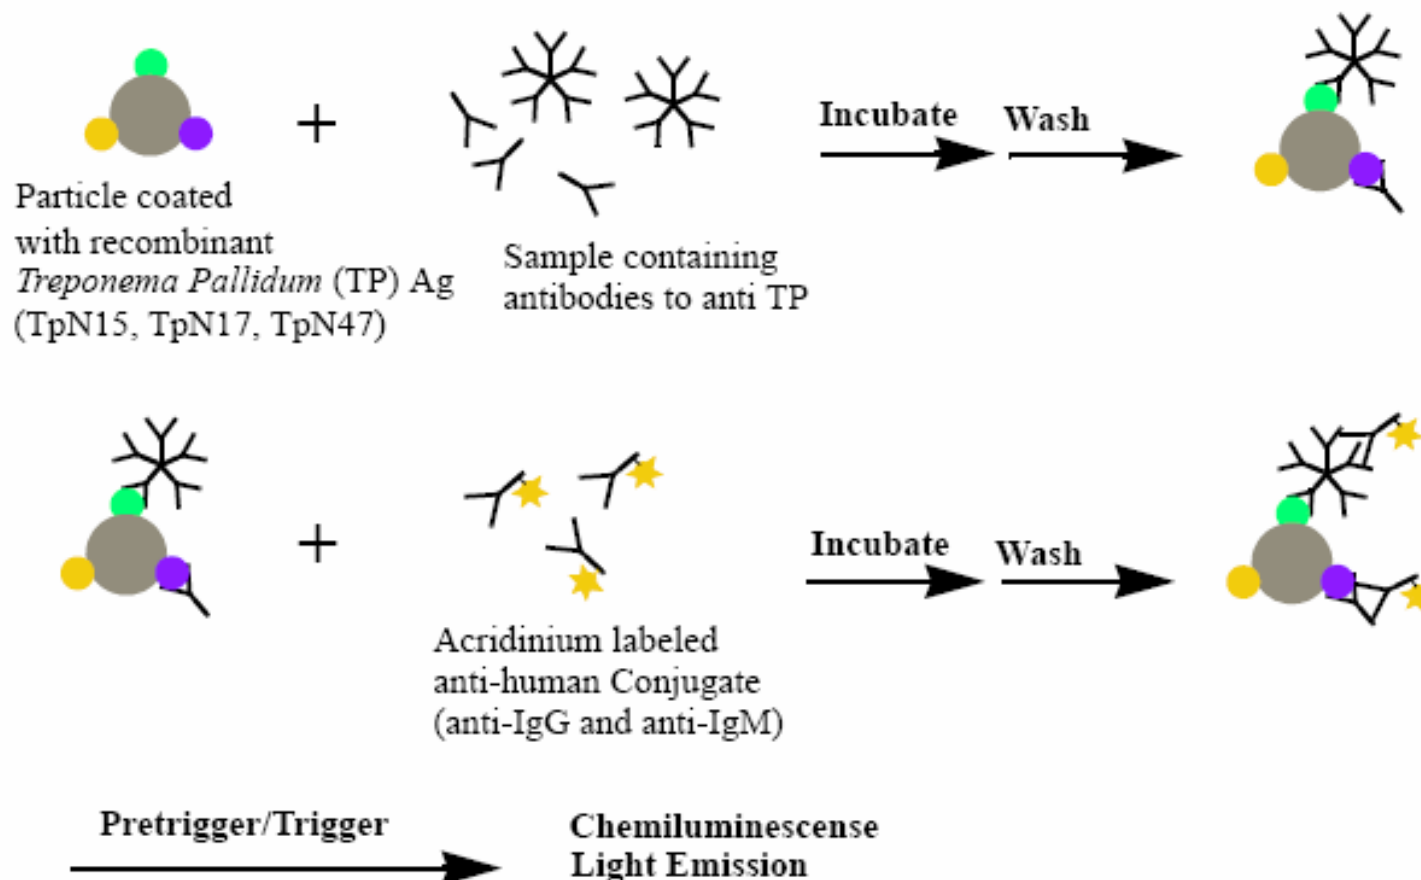 +
Incubate
Wash
Particle coated
with recombinant
Treponema Pallidum (TP) Ag
(TpN15, TpN17, TpN47)
Sample containing
antibodies to anti TP
+
Incubate
Wash
Acridinium labeled
anti-human Conjugate
(anti-IgG and anti-IgM)
Pretrigger/Trigger
Chemiluminescense
Light Emission